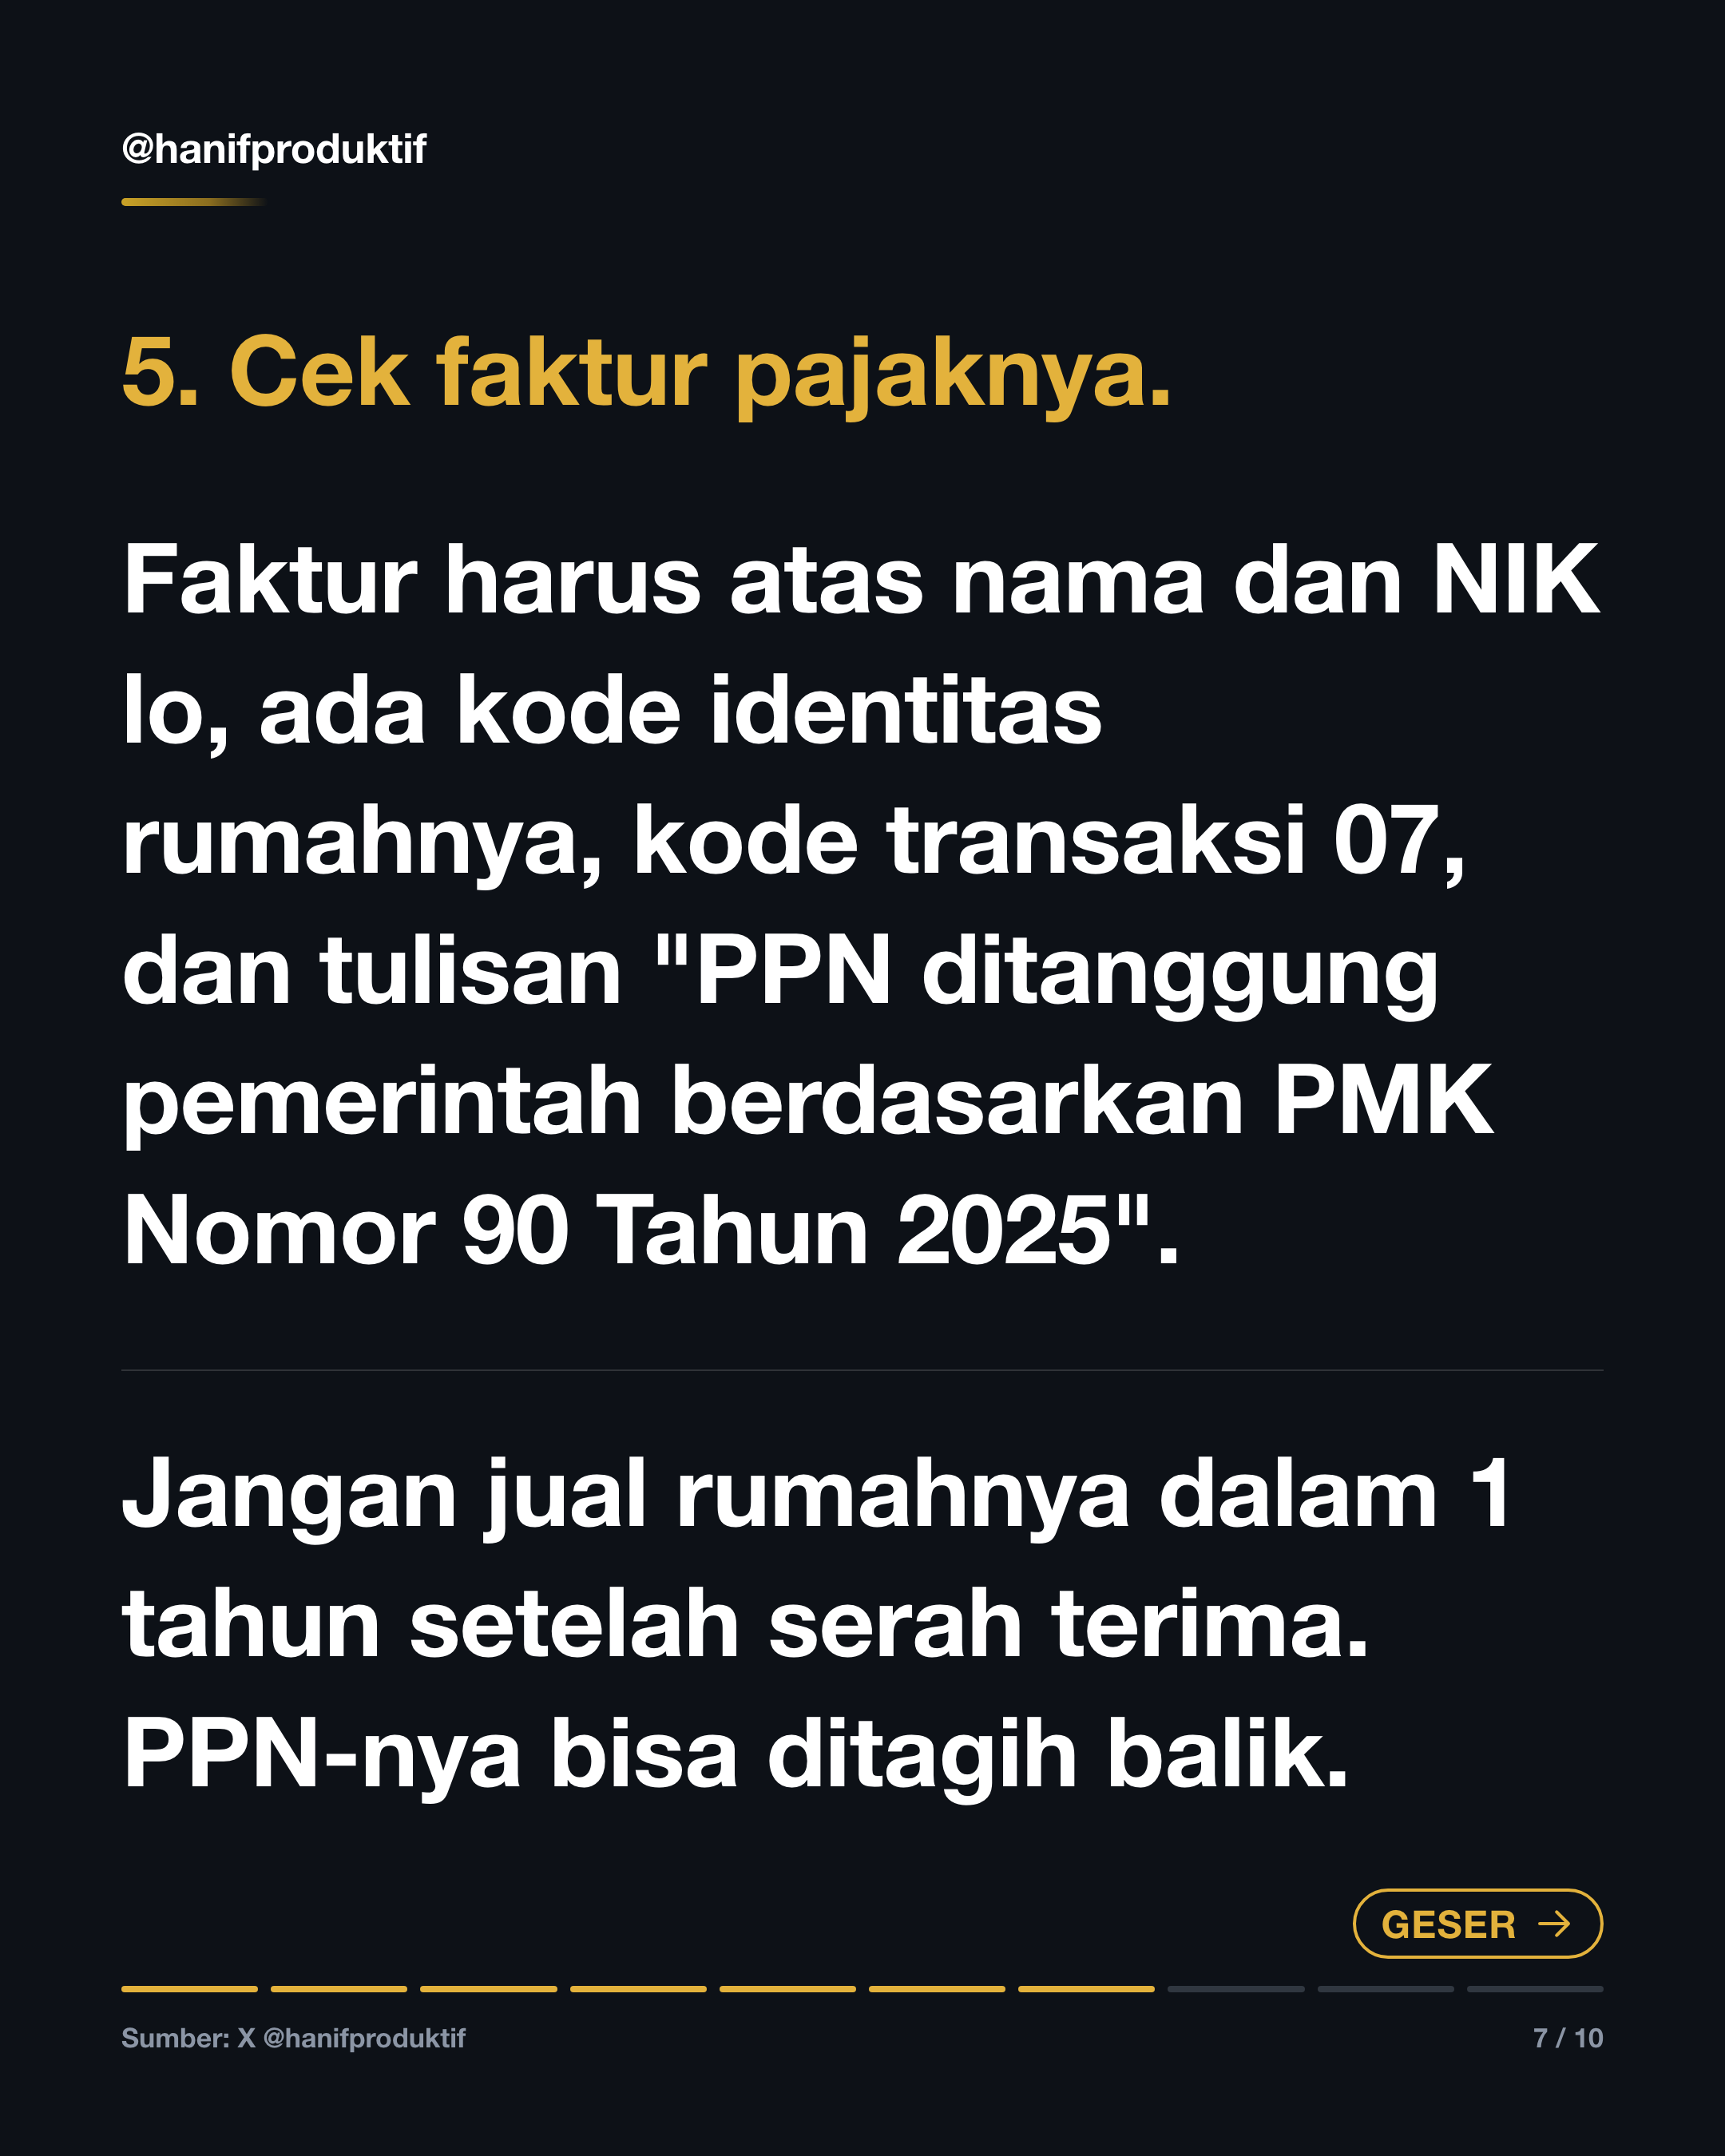 @hanifproduktif
5. Cek faktur pajaknya.
Faktur harus atas nama dan NIK
lo, ada kode identitas
rumahnya, kode transaksi 07,
dan tulisan "PPN ditanggung
pemerintah berdasarkan PMK
Nomor 90 Tahun 2025".
Jangan jual rumahnya dalam 1
tahun setelah serah terima.
PPN-nya bisa ditagih balik.
GESER →
Sumber: X @hanifproduktif
7 / 10